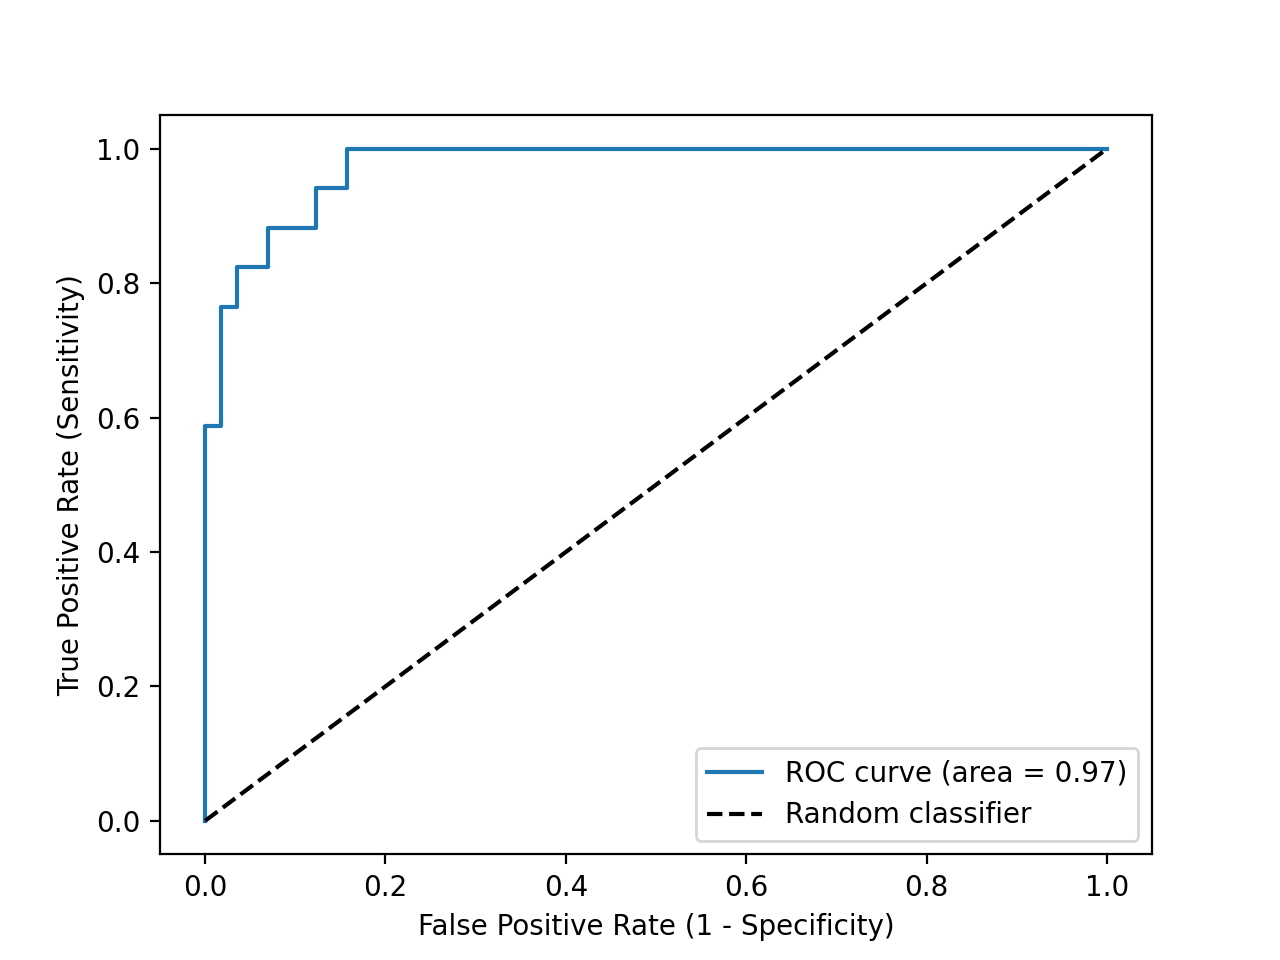 1.0
0.8
0.6
0.4
0.2
0.0
True Positive Rate (Sensitivity)
ROC curve (area = 0.97)
Random classifier
0.0 0.2 0.4 0.6 0.8 1.0
False Positive Rate (1 - Specificity)